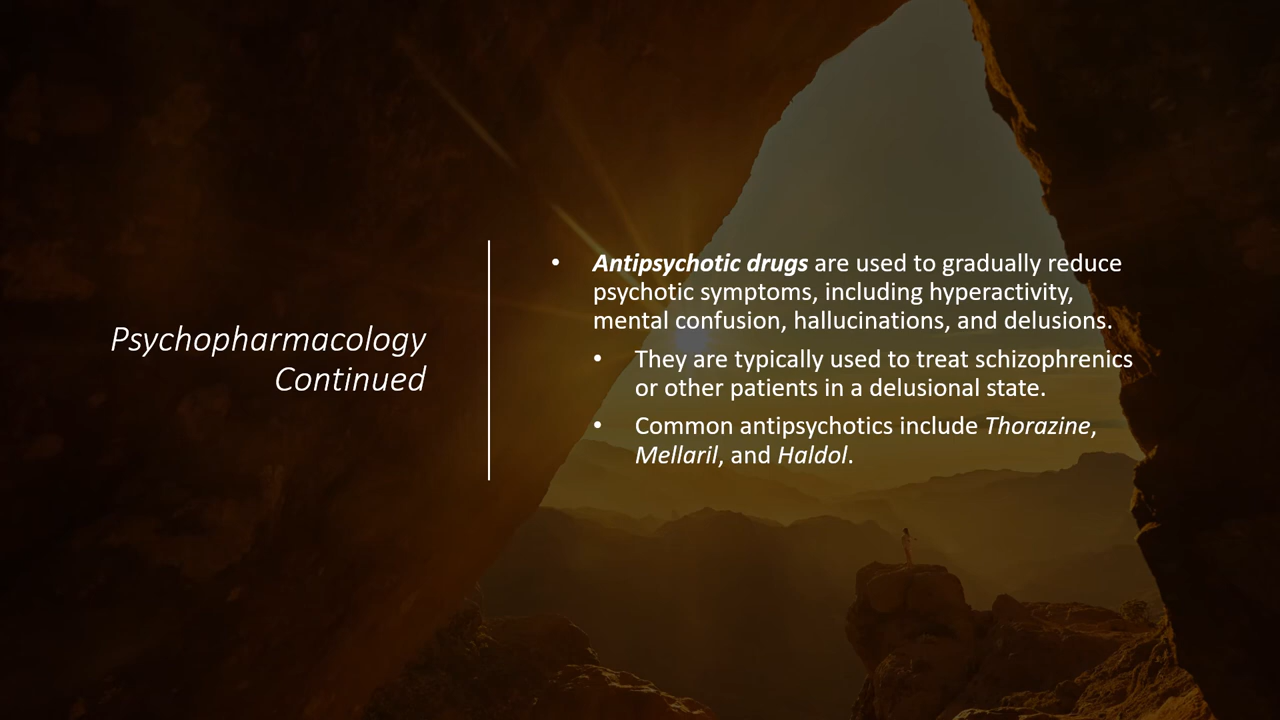 Psychopharmacology
Continued
• Antipsychotic drugs are used to gradually reduce
psychotic symptoms, including hyperactivity,
mental confusion, hallucinations, and delusions.
• They are typically used to treat schizophrenics
or other patients in a delusional state.
• Common antipsychotics include Thorazine,
Mellaril, and Haldol.